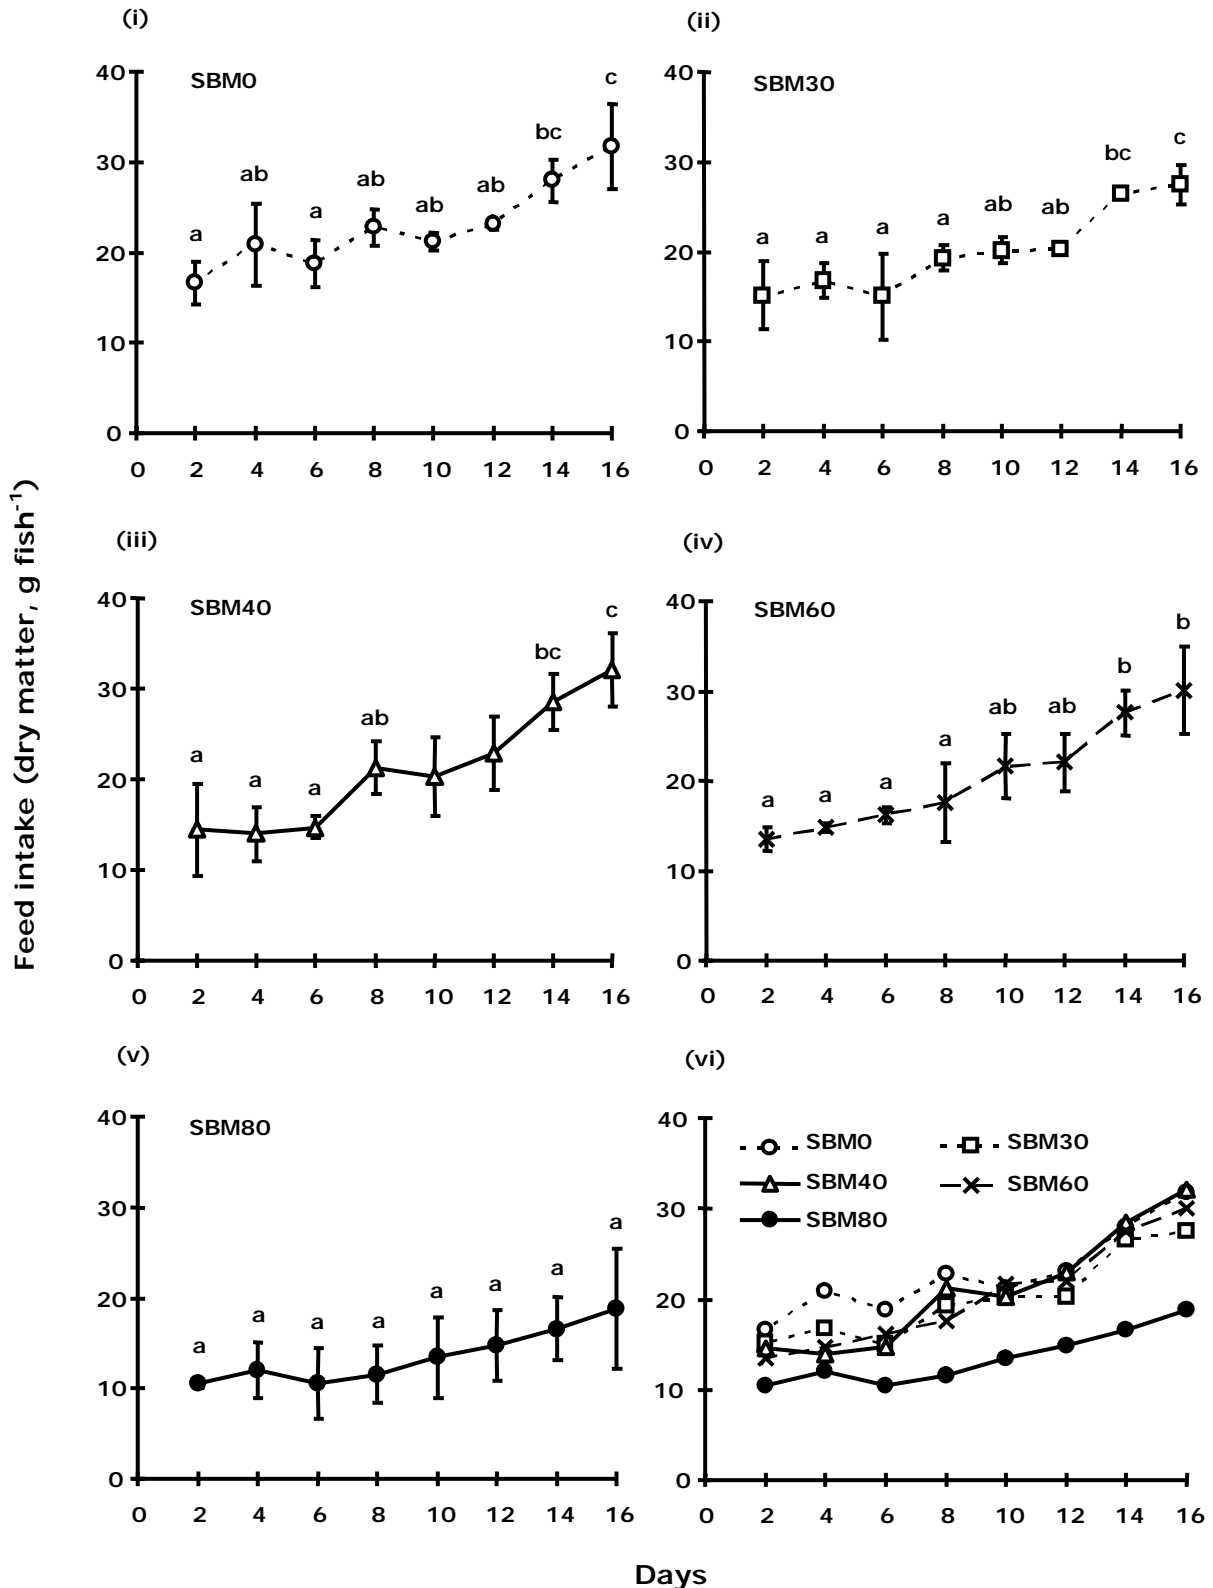 (i)
SBM0
40
30
20
10
0
a
ab
a
ab
ab
ab
bc
c
0 2 4 6 8 10 12 14 16
(ii)
SBM30
40
30
20
10
0
a
a
a
a
ab
ab
bc
c
0 2 4 6 8 10 12 14 16
Feed intake (dry matter, g fish-1)
(iii)
SBM40
40
30
20
10
0
a
a
a
ab
bc
c
0 2 4 6 8 10 12 14 16
(iv)
SBM60
40
30
20
10
0
a
a
a
a
ab
ab
b
b
0 2 4 6 8 10 12 14 16
(v)
SBM80
40
30
20
10
0
a
a
a
a
a
a
a
a
0 2 4 6 8 10 12 14 16
(vi)
40
30
20
10
0
SBM0 SBM30
SBM40 SBM60
SBM80
0 2 4 6 8 10 12 14 16
Days